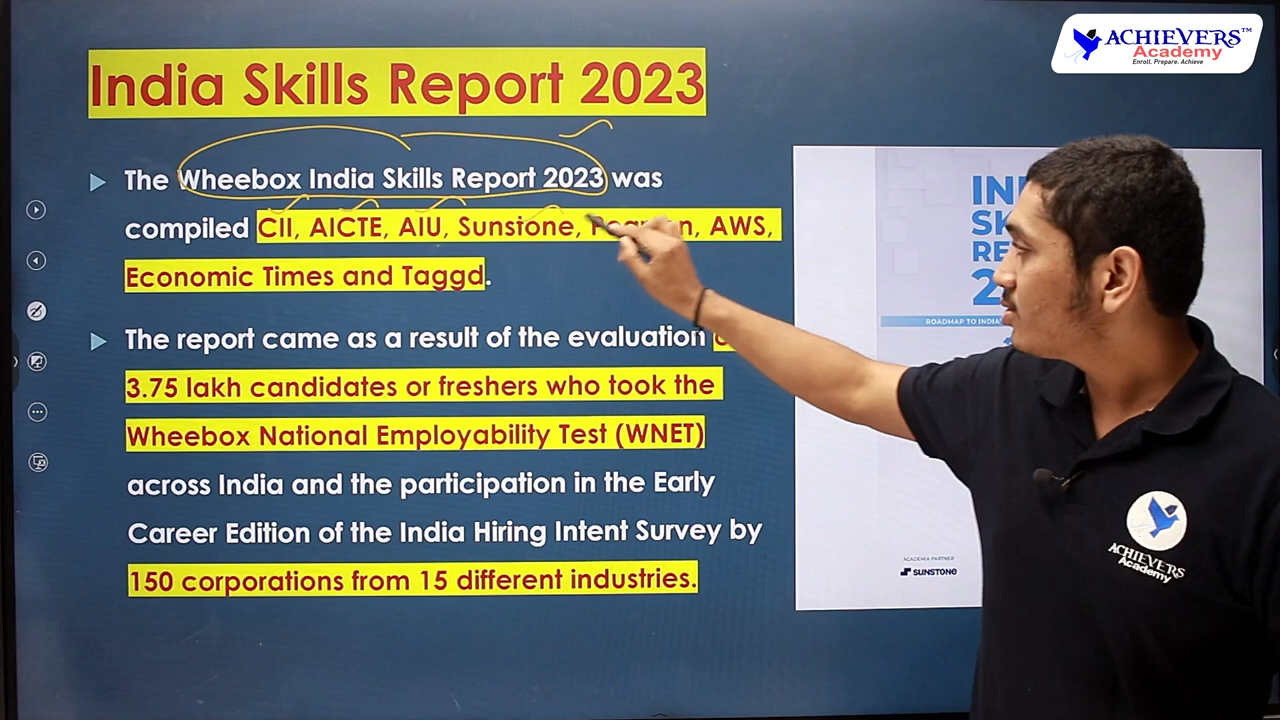 ACHIEVERS™
Academy
Enroll. Prepare. Achieve
India Skills Report 2023
The Wheebox India Skills Report 2023 was
compiled CII, AICTE, AIU, Sunstone, AWS,
Economic Times and Taggd.
The report came as a result of the evaluation
3.75 lakh candidates or freshers who took the
Wheebox National Employability Test (WNET)
across India and the participation in the Early
Career Edition of the India Hiring Intent Survey by
150 corporations from 15 different industries.
ROADMAP TO
ACADEMIA PARTNER
SUNSTONE
ACHIEVERS
Academy